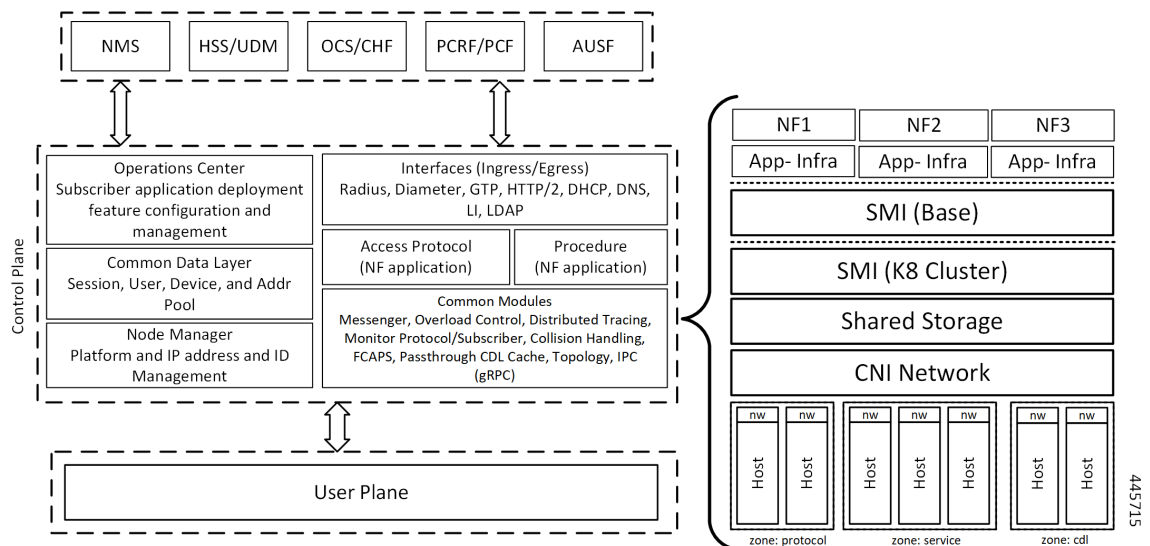 NMS
HSS/UDM
OCS/CHF
PCRF/PCF
AUSF
Control Plane
Operations Center
Subscriber application deployment
feature configuration and
management
Common Data Layer
Session, User, Device, and Addr
Pool
Node Manager
Platform and IP address and ID
Management
Interfaces (Ingress/Egress)
Radius, Diameter, GTP, HTTP/2, DHCP, DNS,
LI, LDAP
Access Protocol
(NF application)
Procedure
(NF application)
Common Modules
Messenger, Overload Control, Distributed Tracing,
Monitor Protocol/Subscriber, Collision Handling,
FCAPS, Passthrough CDL Cache, Topology, IPC
(gRPC)
User Plane
NF1
NF2
NF3
App- Infra
App- Infra
App- Infra
SMI (Base)
SMI (K8 Cluster)
Shared Storage
CNI Network
nw
nw
nw
nw
nw
nw
nw
Host
Host
Host
Host
Host
Host
Host
zone: protocol
zone: service
zone: cdl
445715